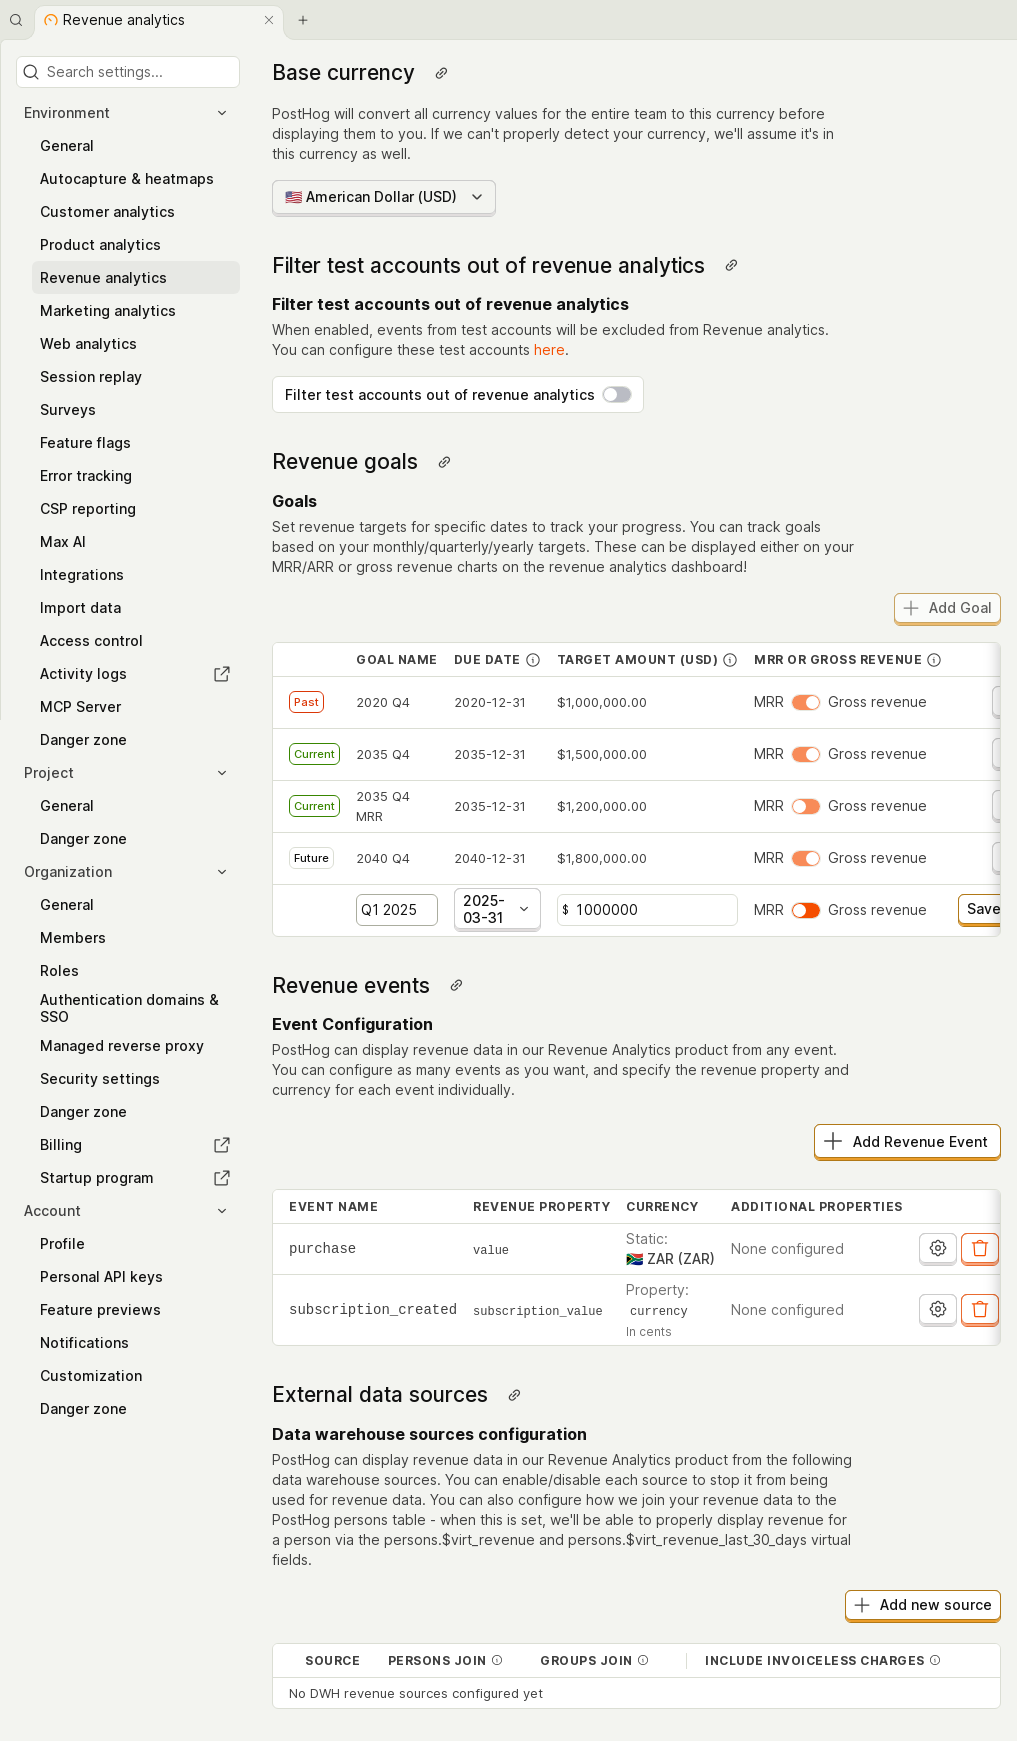 Revenue analytics
Search settings...
Environment
General
Autocapture & heatmaps
Customer analytics
Product analytics
Revenue analytics
Marketing analytics
Web analytics
Session replay
Surveys
Feature flags
Error tracking
CSP reporting
Max AI
Integrations
Import data
Access control
Activity logs
MCP Server
Danger zone
Project
General
Danger zone
Organization
General
Members
Roles
Authentication domains &
SSO
Managed reverse proxy
Security settings
Danger zone
Billing
Startup program
Account
Profile
Personal API keys
Feature previews
Notifications
Customization
Danger zone
Base currency
PostHog will convert all currency values for the entire team to this currency before
displaying them to you. If we can't properly detect your currency, we'll assume it's in
this currency as well.
🇺🇸 American Dollar (USD)
Filter test accounts out of revenue analytics
Filter test accounts out of revenue analytics
When enabled, events from test accounts will be excluded from Revenue analytics.
You can configure these test accounts here.
Filter test accounts out of revenue analytics
Revenue goals
Goals
Set revenue targets for specific dates to track your progress. You can track goals
based on your monthly/quarterly/yearly targets. These can be displayed either on your
MRR/ARR or gross revenue charts on the revenue analytics dashboard!
Add Goal
GOAL NAME DUE DATE TARGET AMOUNT (USD) MRR OR GROSS REVENUE
Past 2020 Q4 2020-12-31 $1,000,000.00 MRR Gross revenue
Current 2035 Q4 2035-12-31 $1,500,000.00 MRR Gross revenue
Current 2035 Q4 MRR 2035-12-31 $1,200,000.00 MRR Gross revenue
Future 2040 Q4 2040-12-31 $1,800,000.00 MRR Gross revenue
Q1 2025 2025-03-31 $ 1000000 MRR Gross revenue Save
Revenue events
Event Configuration
PostHog can display revenue data in our Revenue Analytics product from any event.
You can configure as many events as you want, and specify the revenue property and
currency for each event individually.
Add Revenue Event
EVENT NAME REVENUE PROPERTY CURRENCY ADDITIONAL PROPERTIES
purchase value Static: 🇿🇦 ZAR (ZAR) None configured
subscription_created subscription_value Property: currency In cents None configured
External data sources
Data warehouse sources configuration
PostHog can display revenue data in our Revenue Analytics product from the following
data warehouse sources. You can enable/disable each source to stop it from being
used for revenue data. You can also configure how we join your revenue data to the
PostHog persons table - when this is set, we'll be able to properly display revenue for
a person via the persons.$virt_revenue and persons.$virt_revenue_last_30_days virtual
fields.
Add new source
SOURCE PERSONS JOIN GROUPS JOIN INCLUDE INVOICELESS CHARGES
No DWH revenue sources configured yet